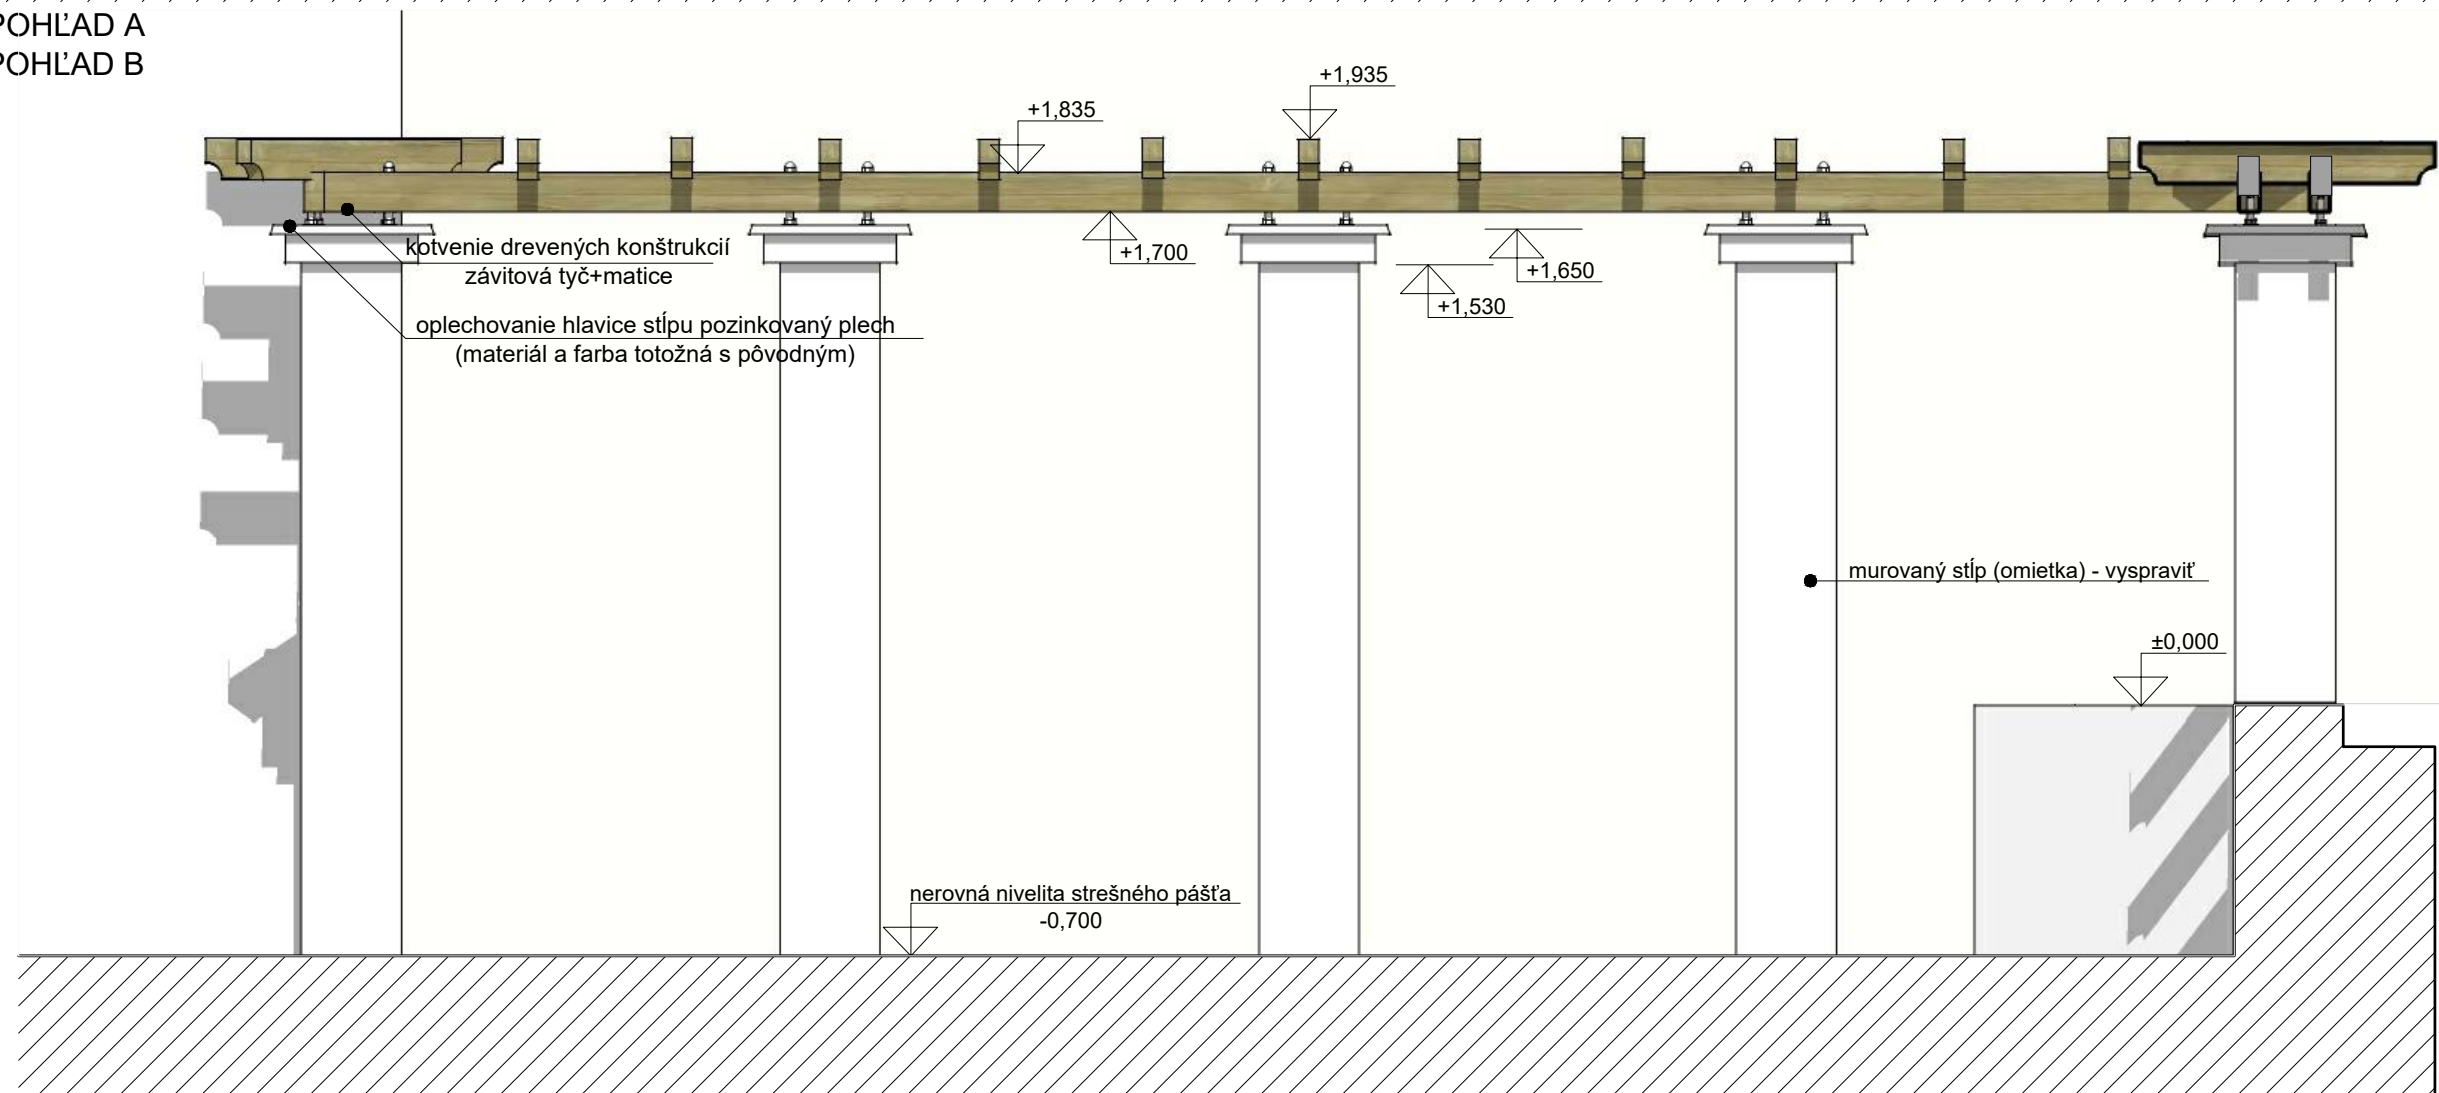 POHĽAD A
POHĽAD B
+1,935
+1,835
kotvenie drevených konštrukcií
závitová tyč+matice
+1,700
+1,650
+1,530
oplechovanie hlavice stĺpu pozinkovaný plech
(materiál a farba totožná s pôvodným)
murovaný stĺp (omietka) - vyspraviť
±0,000
nerovná nivelita strešného pášťa
-0,700